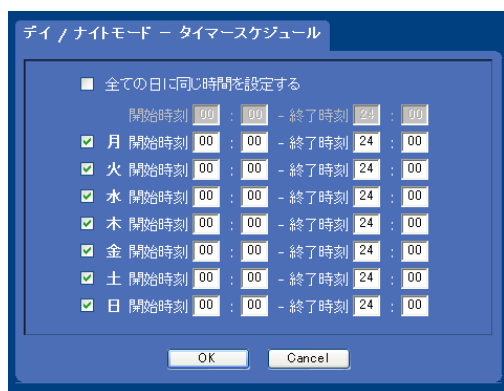 デイ / ナイトモード － タイマースケジュール
全ての日に同じ時間を設定する
開始時刻 00 : 00 - 終了時刻 24 : 00
月 開始時刻 00 : 00 - 終了時刻 24 : 00
火 開始時刻 00 : 00 - 終了時刻 24 : 00
水 開始時刻 00 : 00 - 終了時刻 24 : 00
木 開始時刻 00 : 00 - 終了時刻 24 : 00
金 開始時刻 00 : 00 - 終了時刻 24 : 00
土 開始時刻 00 : 00 - 終了時刻 24 : 00
日 開始時刻 00 : 00 - 終了時刻 24 : 00
OK Cancel